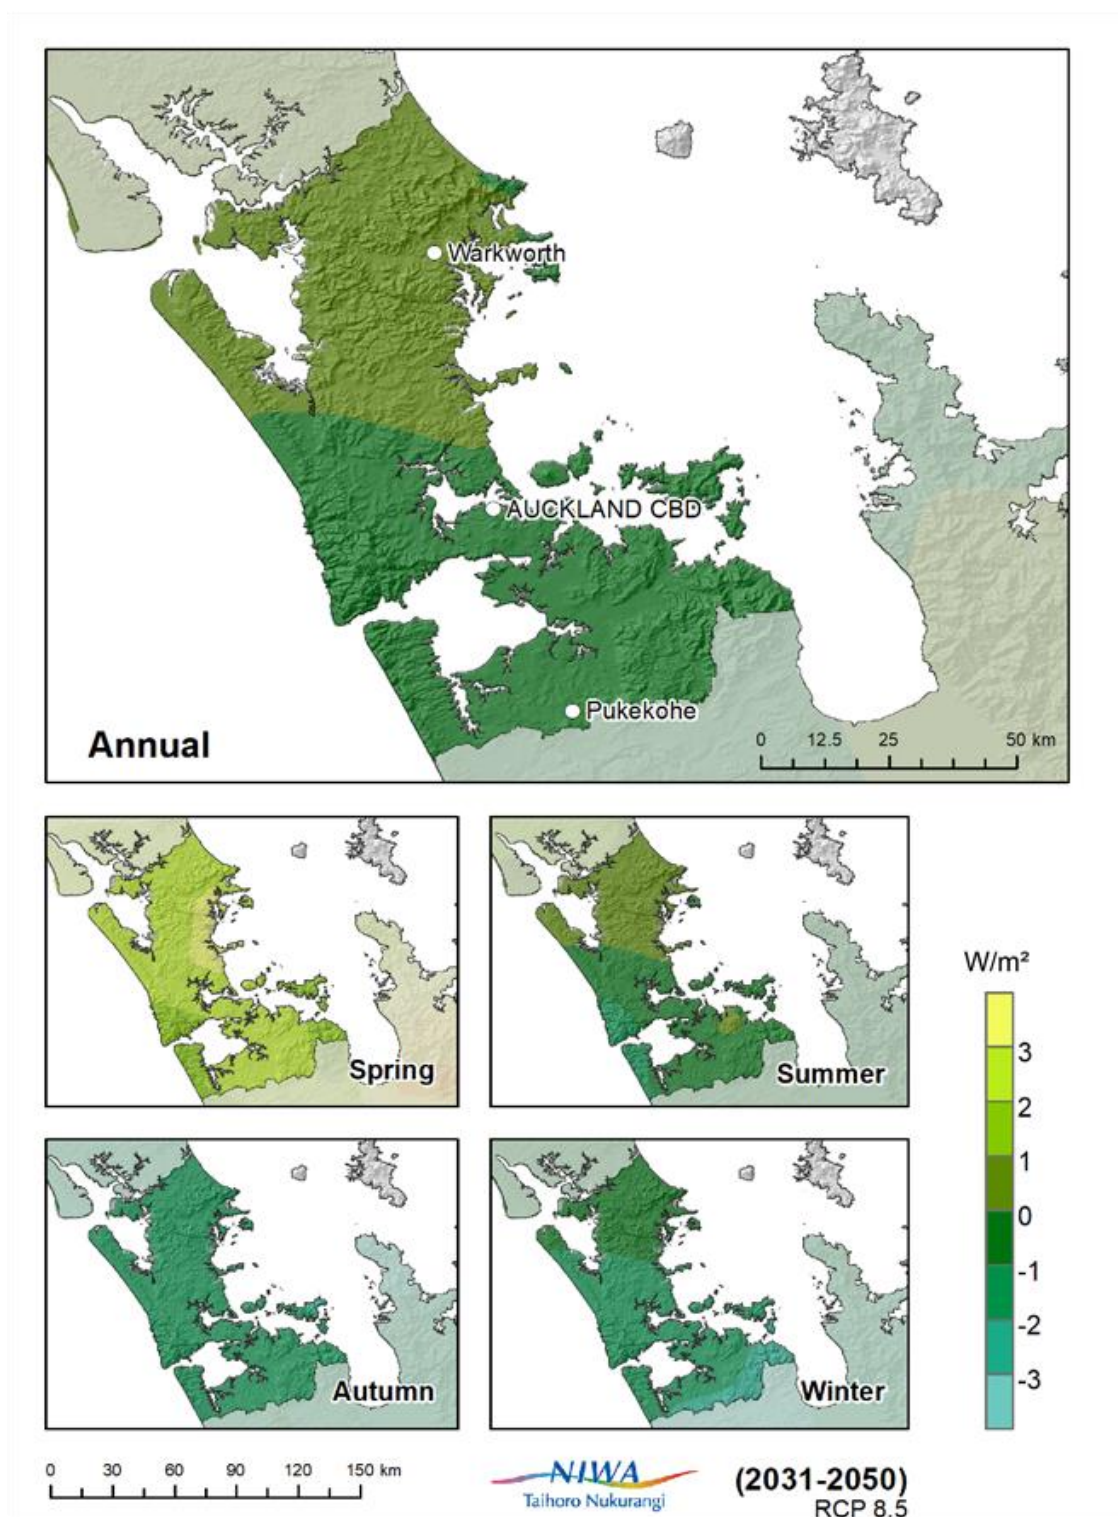 Warkworth
AUCKLAND CBD
Pukekohe
Annual
0 12.5 25 50 km
Spring
Summer
W/m²
3
2
1
0
-1
-2
-3
Autumn
Winter
0 30 60 90 120 150 km
NIWA
Taihoro Nukurangi
(2031-2050)
RCP 8.5